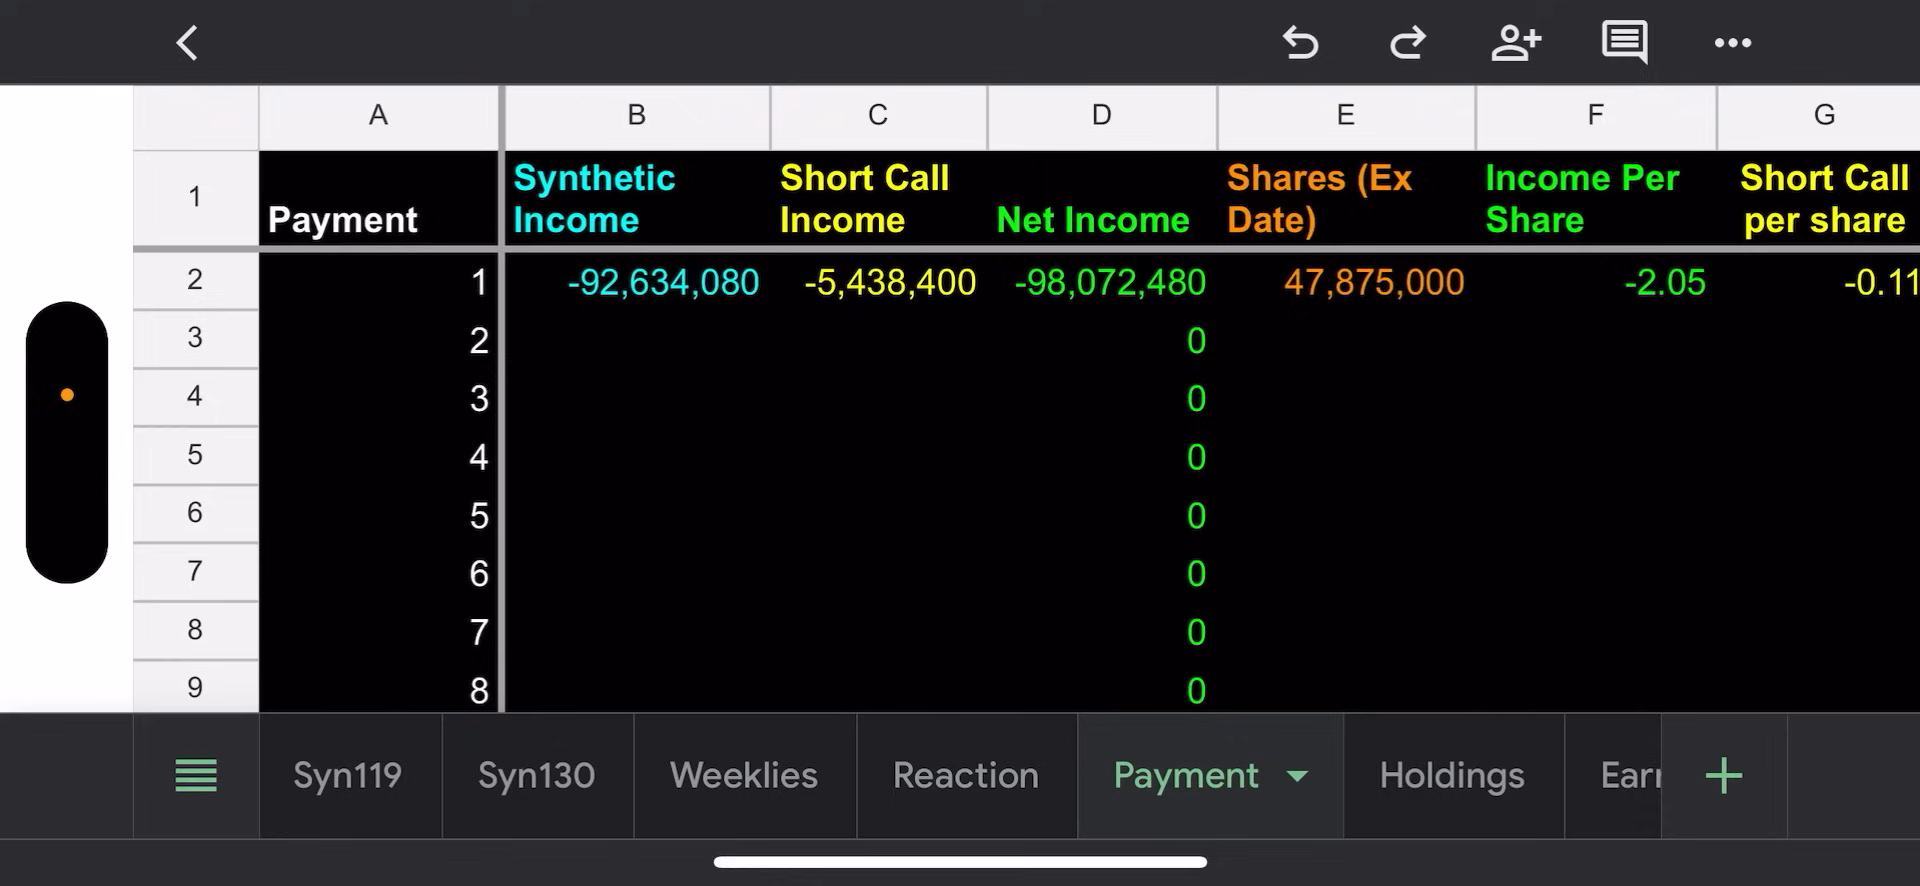 A B C D E F G
1 Payment Synthetic Income Short Call Income Net Income Shares (Ex Date) Income Per Share Short Call per share
2 1 -92,634,080 -5,438,400 -98,072,480 47,875,000 -2.05 -0.11
3 2 0
4 3 0
5 4 0
6 5 0
7 6 0
8 7 0
9 8 0
Syn119 Syn130 Weeklies Reaction Payment Holdings Earr